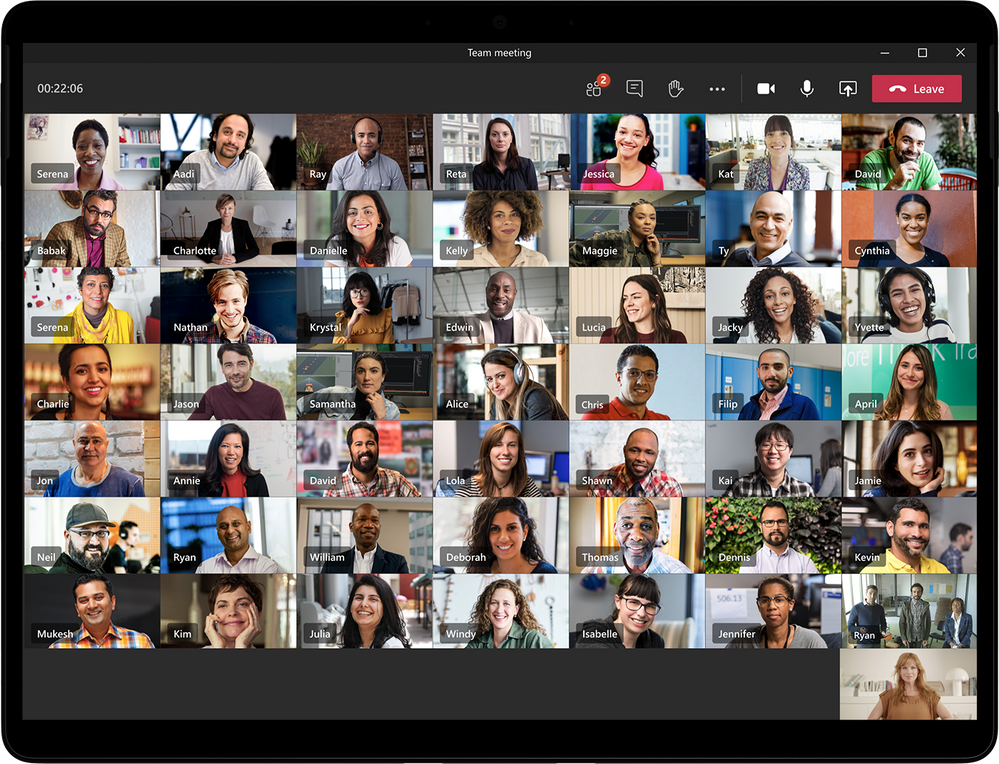 Team meeting
00:22:06
2
Leave
Serena
Aadi
Ray
Reta
Jessica
Kat
David
Babak
Charlotte
Danielle
Kelly
Maggie
Ty
Cynthia
Serena
Nathan
Krystal
Edwin
Lucia
Jacky
Yvette
Charlie
Jason
Samantha
Alice
Chris
Filip
April
Jon
Annie
David
Lola
Shawn
Kai
Jamie
Neil
Ryan
William
Deborah
Thomas
Dennis
Kevin
Mukesh
Kim
Julia
Windy
Isabelle
Jennifer
506.13
Ryan